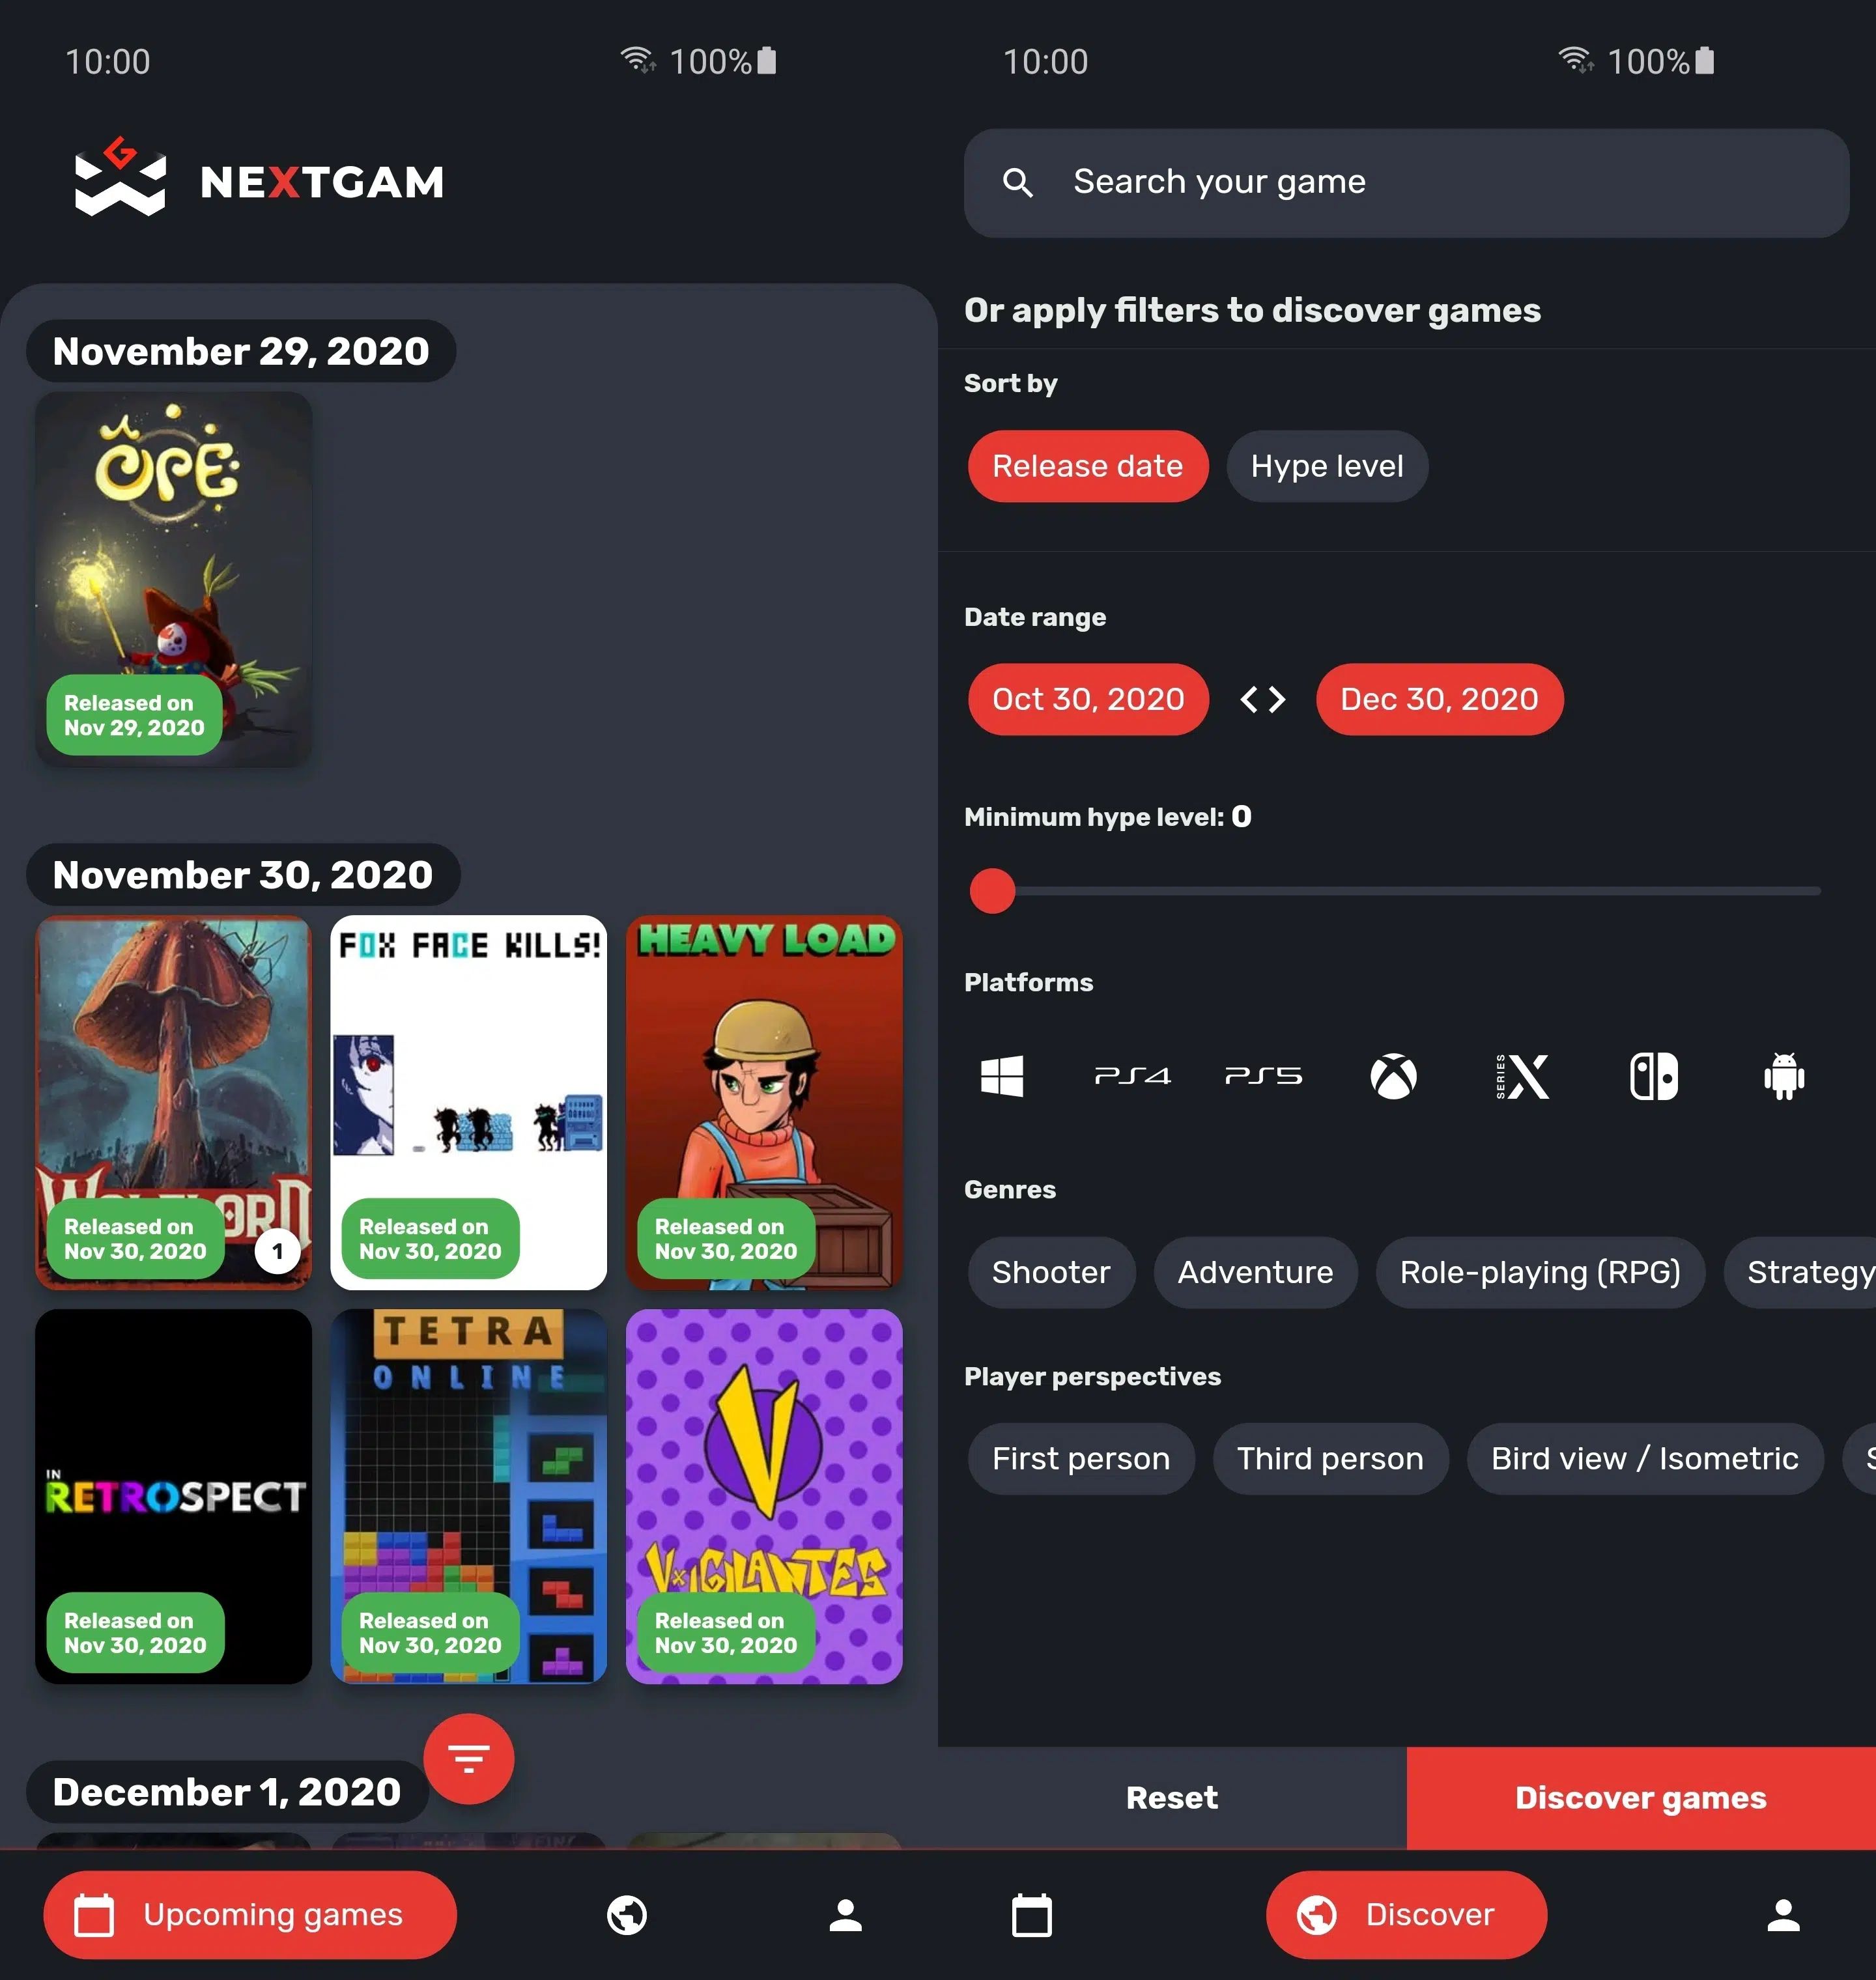 10:00
100%
NEXTGAM
November 29, 2020
ÔPE
Released on
Nov 29, 2020
November 30, 2020
FOX FACE KILLS!
HEAVY LOAD
Released on
Nov 30, 2020
1
Released on
Nov 30, 2020
Released on
Nov 30, 2020
IN
RETROSPECT
TETRA
ONLINE
V
VIGILANTES
Released on
Nov 30, 2020
Released on
Nov 30, 2020
Released on
Nov 30, 2020
December 1, 2020
Upcoming games
10:00
100%
Search your game
Or apply filters to discover games
Sort by
Release date
Hype level
Date range
Oct 30, 2020
Dec 30, 2020
Minimum hype level: 0
Platforms
PS4
PS5
SERIES X
Genres
Shooter
Adventure
Role-playing (RPG)
Strategy
Player perspectives
First person
Third person
Bird view / Isometric
Reset
Discover games
Discover